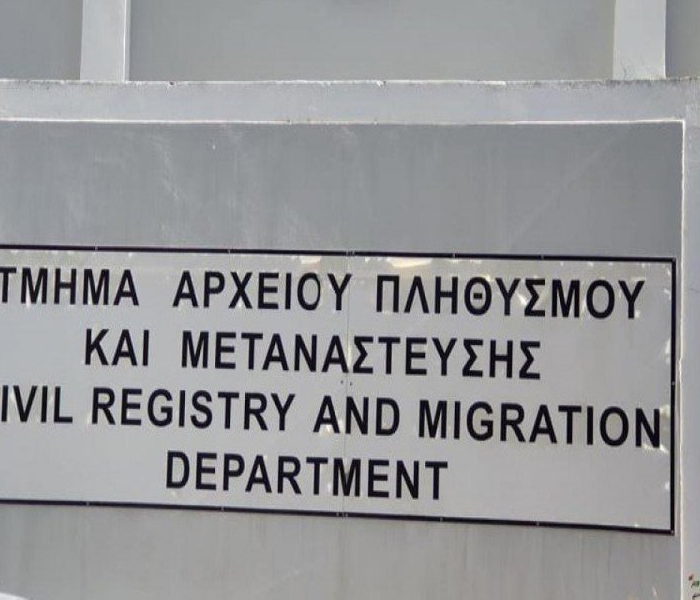 ΤΜΗΜΑ ΑΡΧΕΙΟΥ ΠΛΗΘΥΣΜΟΥ
ΚΑΙ ΜΕΤΑΝΑΣΤΕΥΣΗΣ
IVIL REGISTRY AND MIGRATION
DEPARTMENT